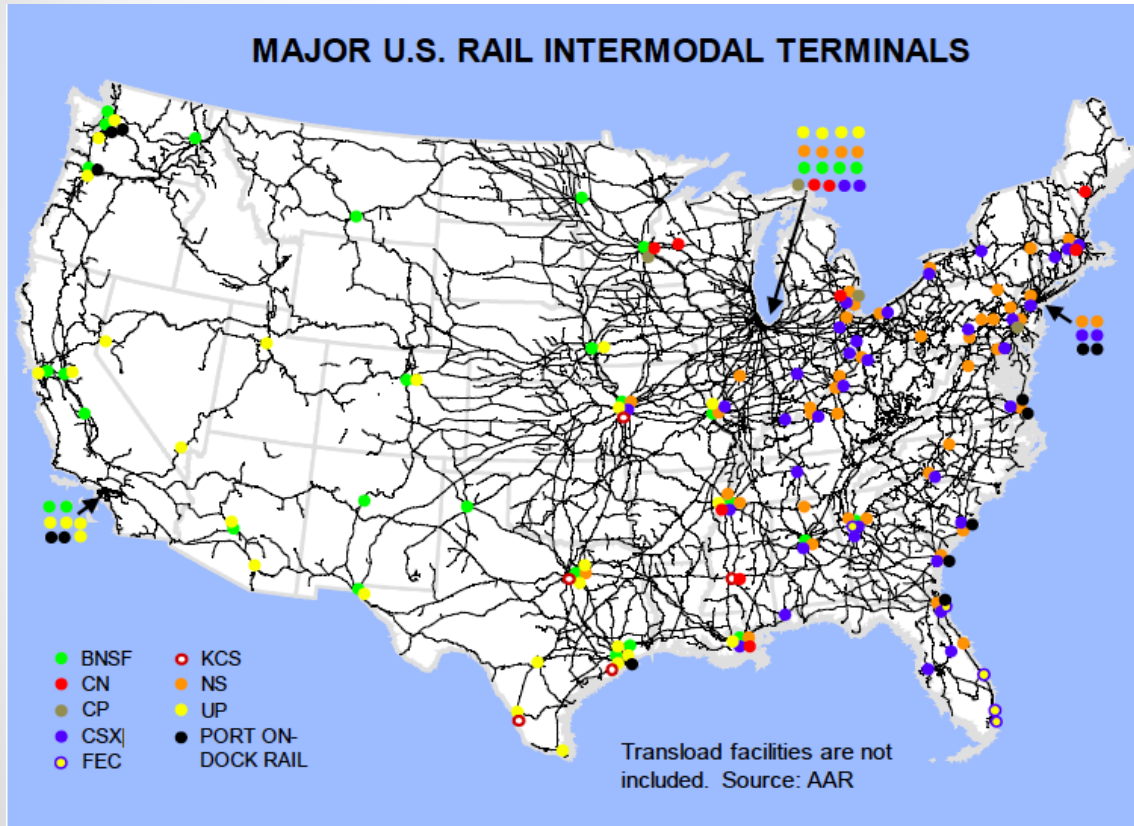 MAJOR U.S. RAIL INTERMODAL TERMINALS
BNSF
CN
CP
CSX|
FEC
KCS
NS
UP
PORT ON-
DOCK RAIL
Transload facilities are not
included. Source: AAR